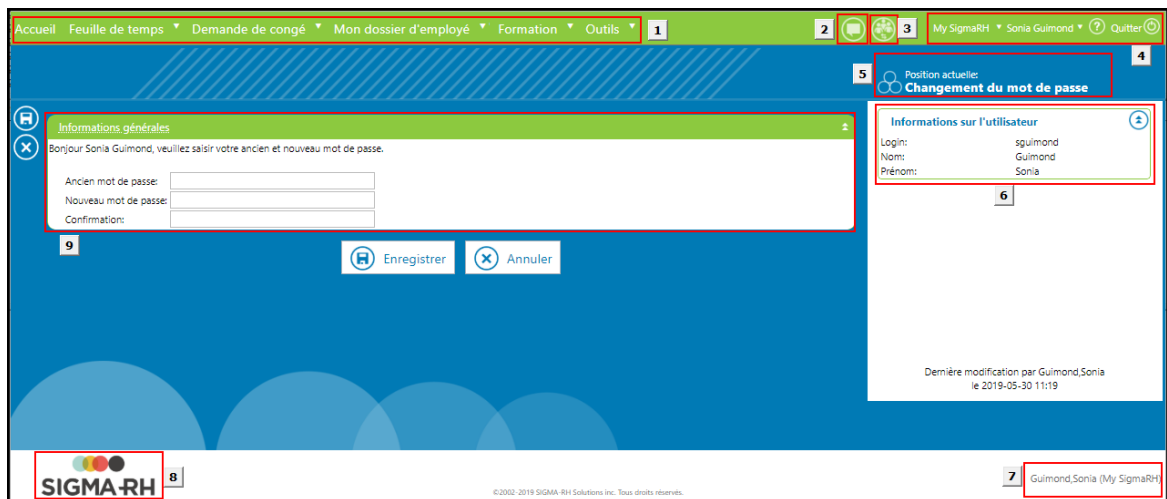 Accueil Feuille de temps Demande de congé Mon dossier d'employé Formation Outils 1 2 3 My SigmaRH Sonia Guimond ? Quitter
4
5 Position actuelle:
Changement du mot de passe
Informations générales
Bonjour Sonia Guimond, veuillez saisir votre ancien et nouveau mot de passe.
Ancien mot de passe:
Nouveau mot de passe:
Confirmation:
9
Enregistrer Annuler
Informations sur l'utilisateur
Login: sguimond
Nom: Guimond
Prénom: Sonia
6
Dernière modification par Guimond,Sonia
le 2019-05-30 11:19
SIGMA-RH 8
©2002-2019 SIGMA-RH Solutions inc. Tous droits réservés.
7 Guimond,Sonia (My SigmaRH)